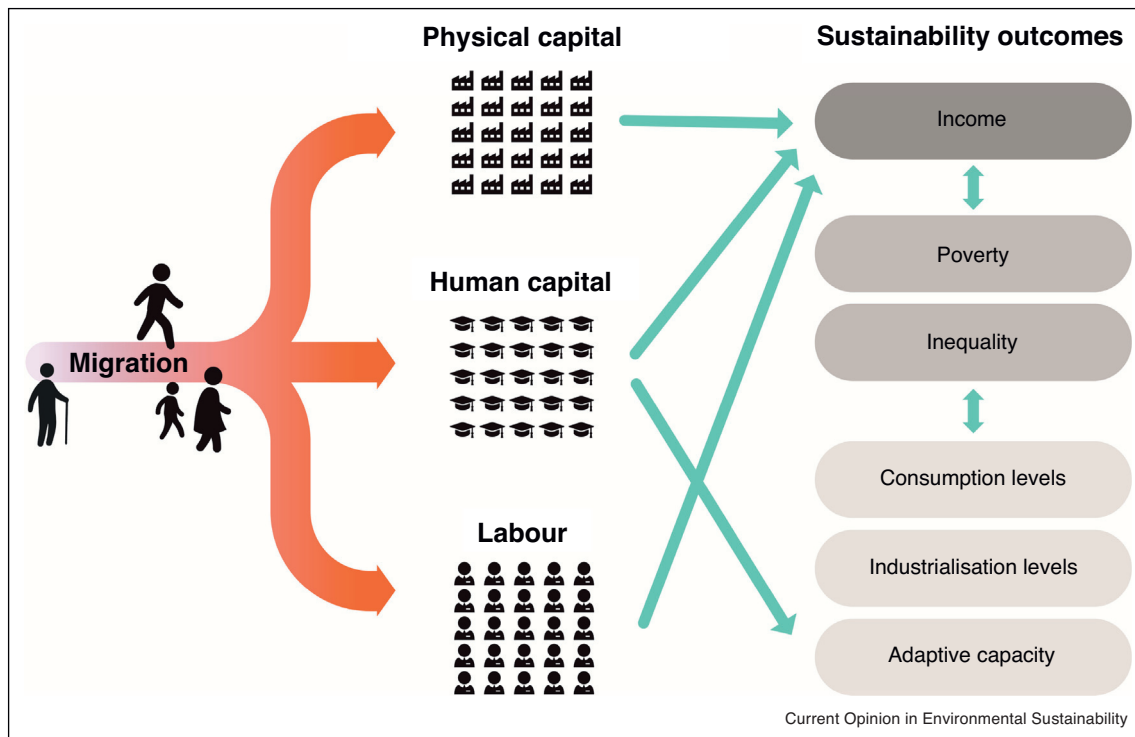 Physical capital
Sustainability outcomes
Income
Poverty
Human capital
Inequality
Migration
Consumption levels
Labour
Industrialisation levels
Adaptive capacity
Current Opinion in Environmental Sustainability